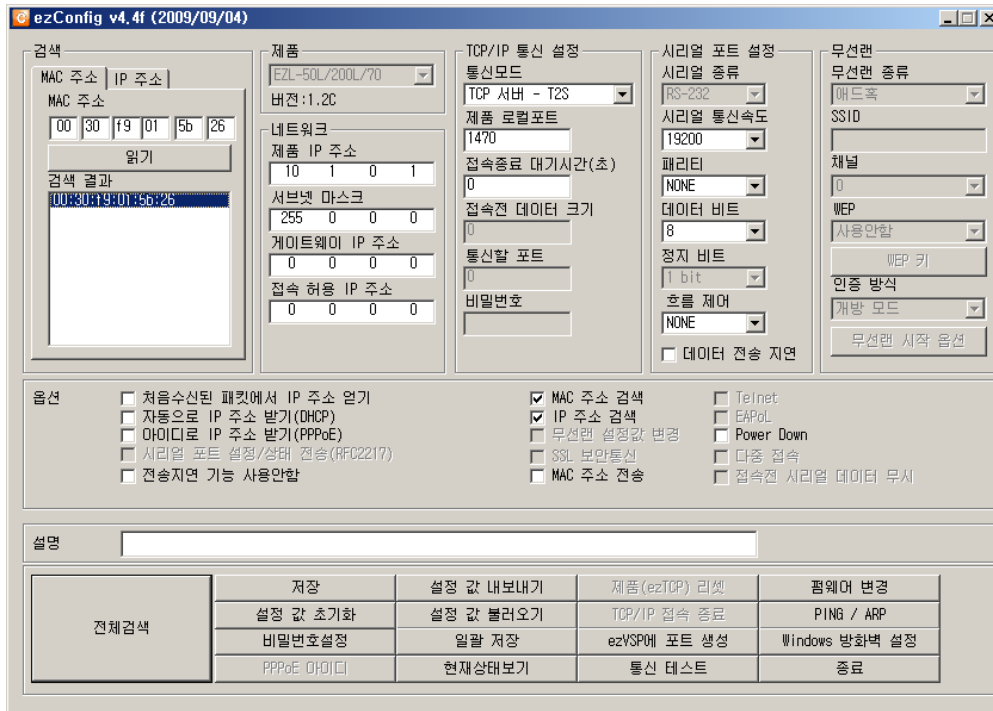 ezConfig v4.4f (2009/09/04)
검색
MAC 주소
IP 주소
MAC 주소
00 30 f9 01 5b 26
읽기
검색 결과
00:30:f9:01:5b:26
제품
EZL-50L/200L/70
버전:1.2C
네트워크
제품 IP 주소
10 1 0 1
서브넷 마스크
255 0 0 0
게이트웨이 IP 주소
0 0 0 0
접속 허용 IP 주소
0 0 0 0
TCP/IP 통신 설정
통신모드
TCP 서버 - T2S
제품 로컬포트
1470
접속종료 대기시간(초)
0
접속전 데이터 크기
0
통신할 포트
0
비밀번호
시리얼 포트 설정
시리얼 종류
RS-232
시리얼 통신속도
19200
패리티
NONE
데이터 비트
8
정지 비트
1 bit
흐름 제어
NONE
데이터 전송 지연
무선랜
무선랜 종류
애드혹
SSID
채널
0
WEP
사용안함
WEP 키
인증 방식
개방 모드
무선랜 시작 옵션
옵션
처음수신된 패킷에서 IP 주소 얻기
자동으로 IP 주소 받기(DHCP)
아이디로 IP 주소 받기(PPPoE)
시리얼 포트 설정/상태 전송(RFC2217)
전송지연 기능 사용안함
MAC 주소 검색
IP 주소 검색
무선랜 설정값 변경
SSL 보안통신
MAC 주소 전송
Telnet
EAPoL
Power Down
다중 접속
접속전 시리얼 데이터 무시
설명
전체검색
저장
설정 값 내보내기
제품(ezTCP) 리셋
펌웨어 변경
설정 값 초기화
설정 값 불러오기
TCP/IP 접속 종료
PING / ARP
비밀번호설정
일괄 저장
ezVSP에 포트 생성
Windows 방화벽 설정
PPPoE 아이디
현재상태보기
통신 테스트
종료